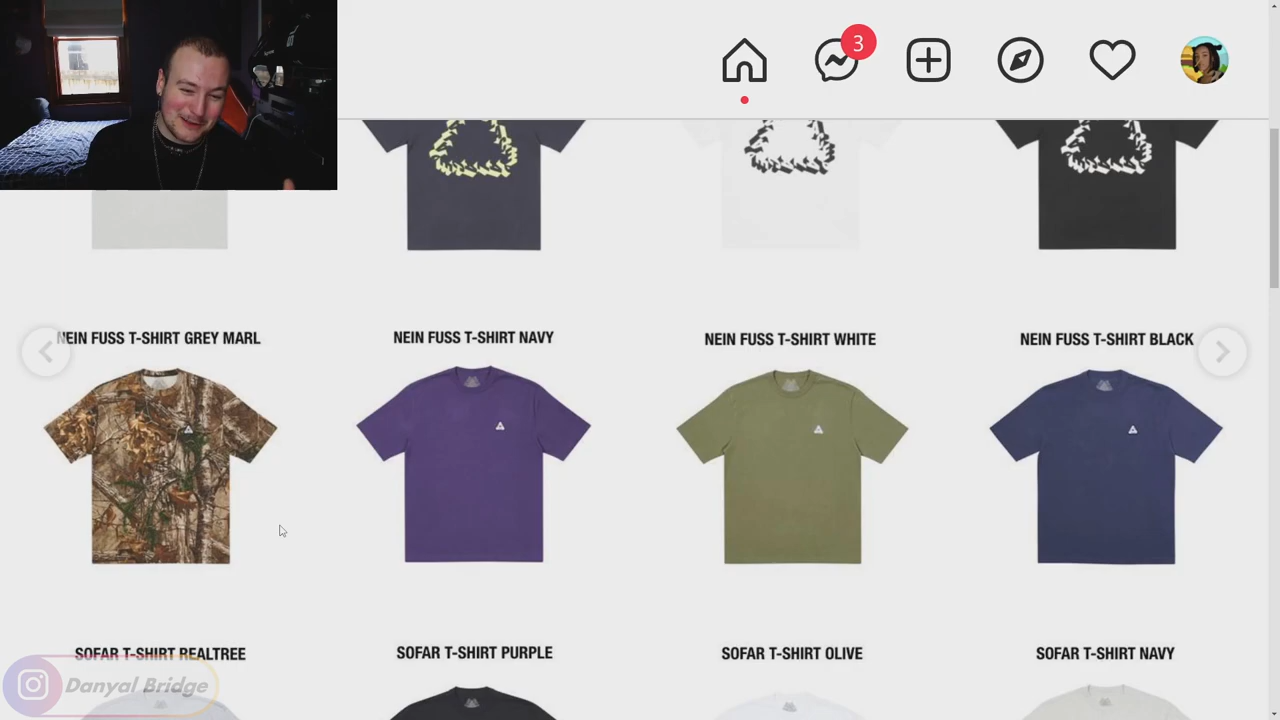 3
NEIN FUSS T-SHIRT GREY MARL
NEIN FUSS T-SHIRT NAVY
NEIN FUSS T-SHIRT WHITE
NEIN FUSS T-SHIRT BLACK
SOFAR T-SHIRT REALTREE
SOFAR T-SHIRT PURPLE
SOFAR T-SHIRT OLIVE
SOFAR T-SHIRT NAVY
Danyal Bridge